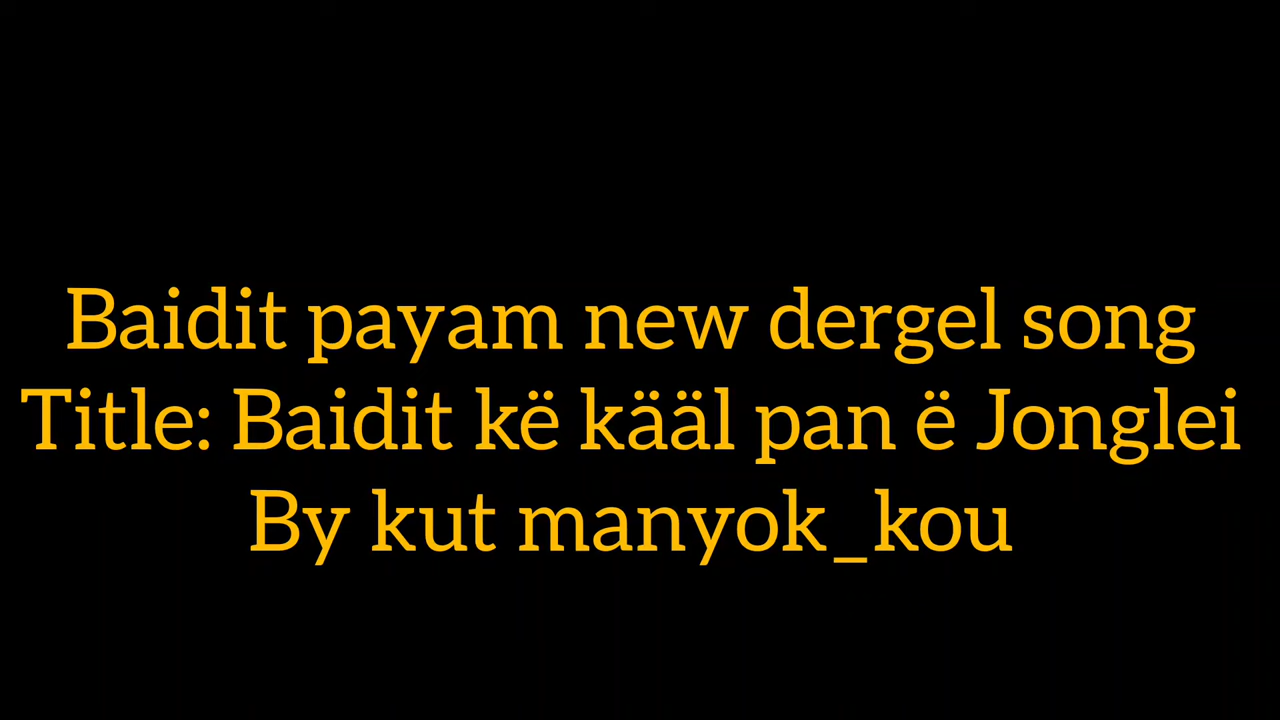 Baidit payam new dergel song
Title: Baidit kë kääl pan ë Jonglei
By kut manyok_kou